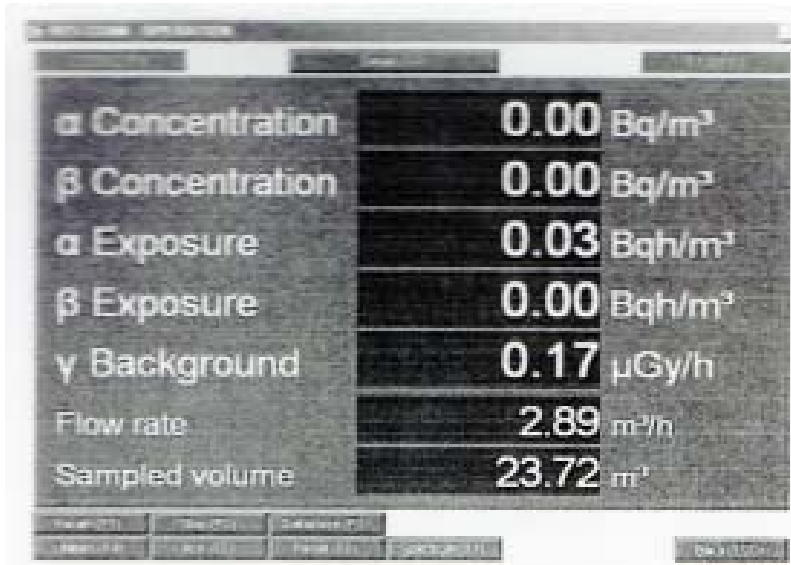 α Concentration 0.00 Bq/m³
β Concentration 0.00 Bq/m³
α Exposure 0.03 Bqh/m³
β Exposure 0.00 Bqh/m³
γ Background 0.17 µGy/h
Flow rate 2.89 m³/h
Sampled volume 23.72 m³